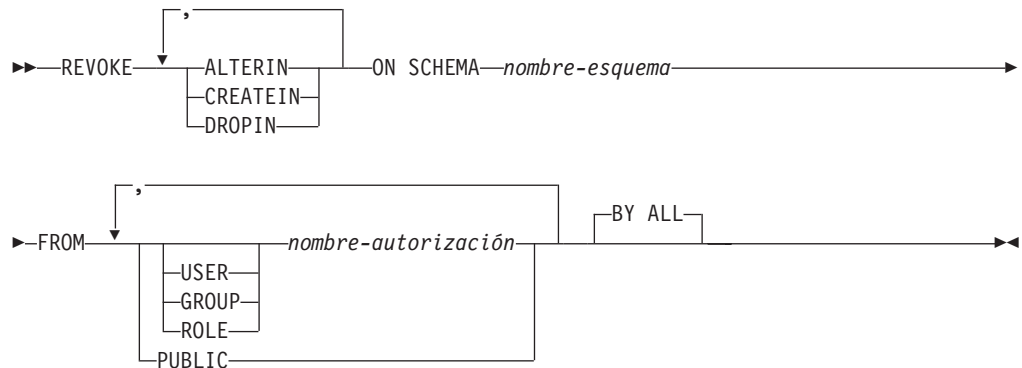 ,
REVOKE ALTERIN ON SCHEMA nombre-esquema
CREATEIN
DROPIN
,
BY ALL
FROM nombre-autorización
USER
GROUP
ROLE
PUBLIC